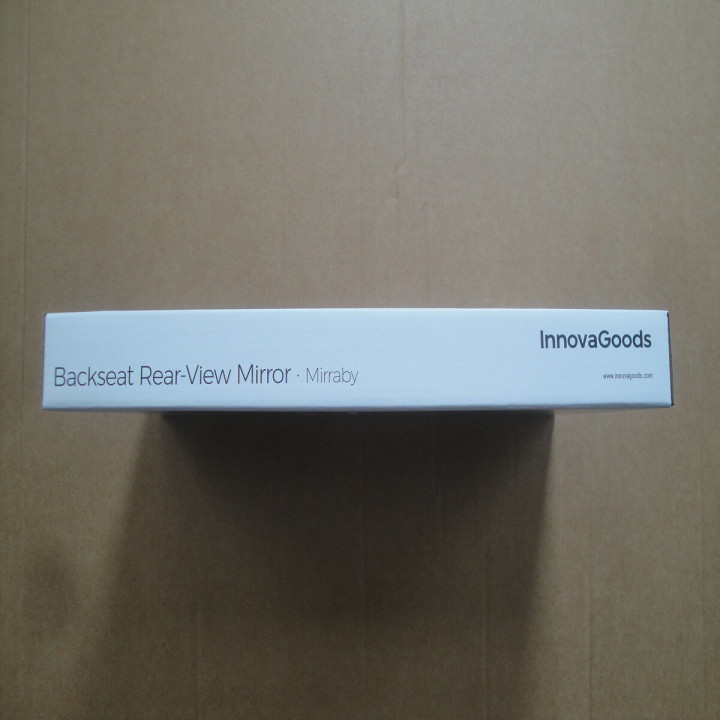 InnovaGoods
Backseat Rear-View Mirror · Mirraby
www.innovagoods.com